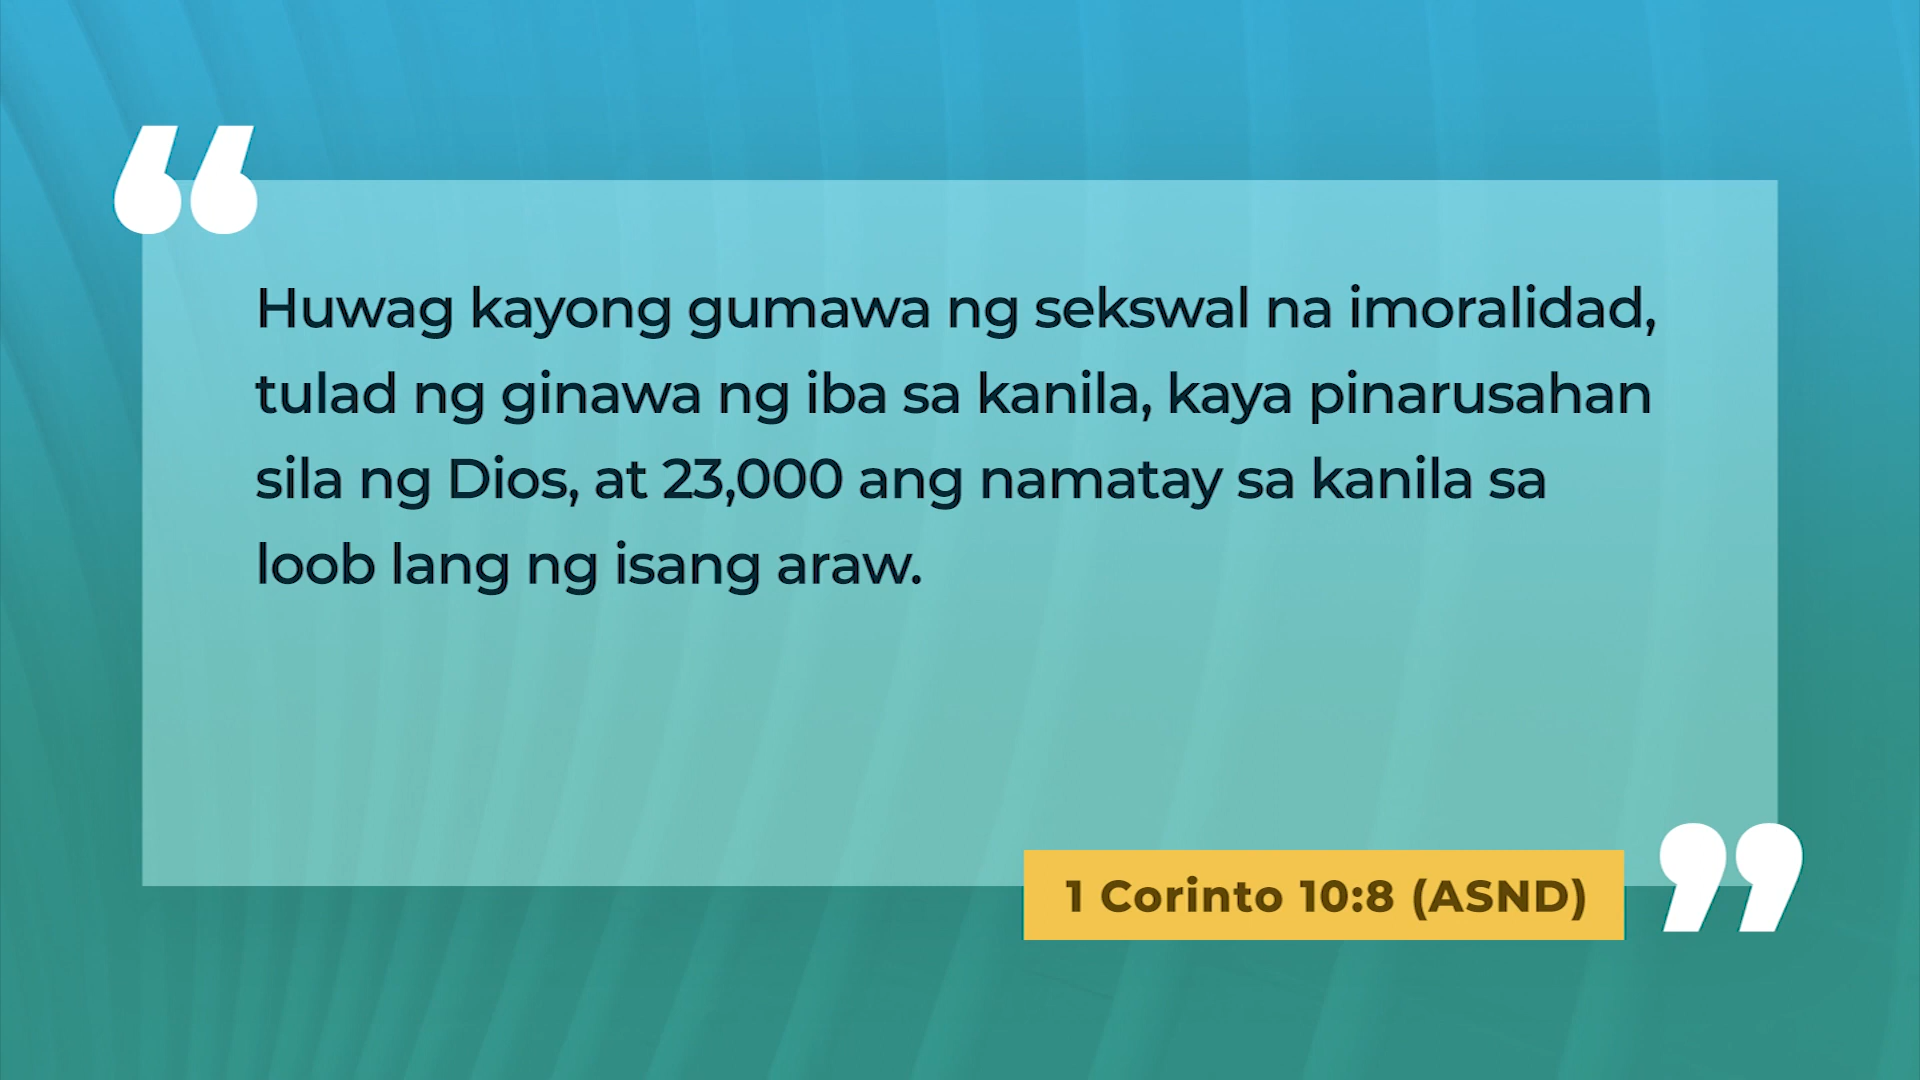 “
Huwag kayong gumawa ng sekswal na imoralidad,
tulad ng ginawa ng iba sa kanila, kaya pinarusahan
sila ng Dios, at 23,000 ang namatay sa kanila sa
loob lang ng isang araw.
1 Corinto 10:8 (ASND)
”